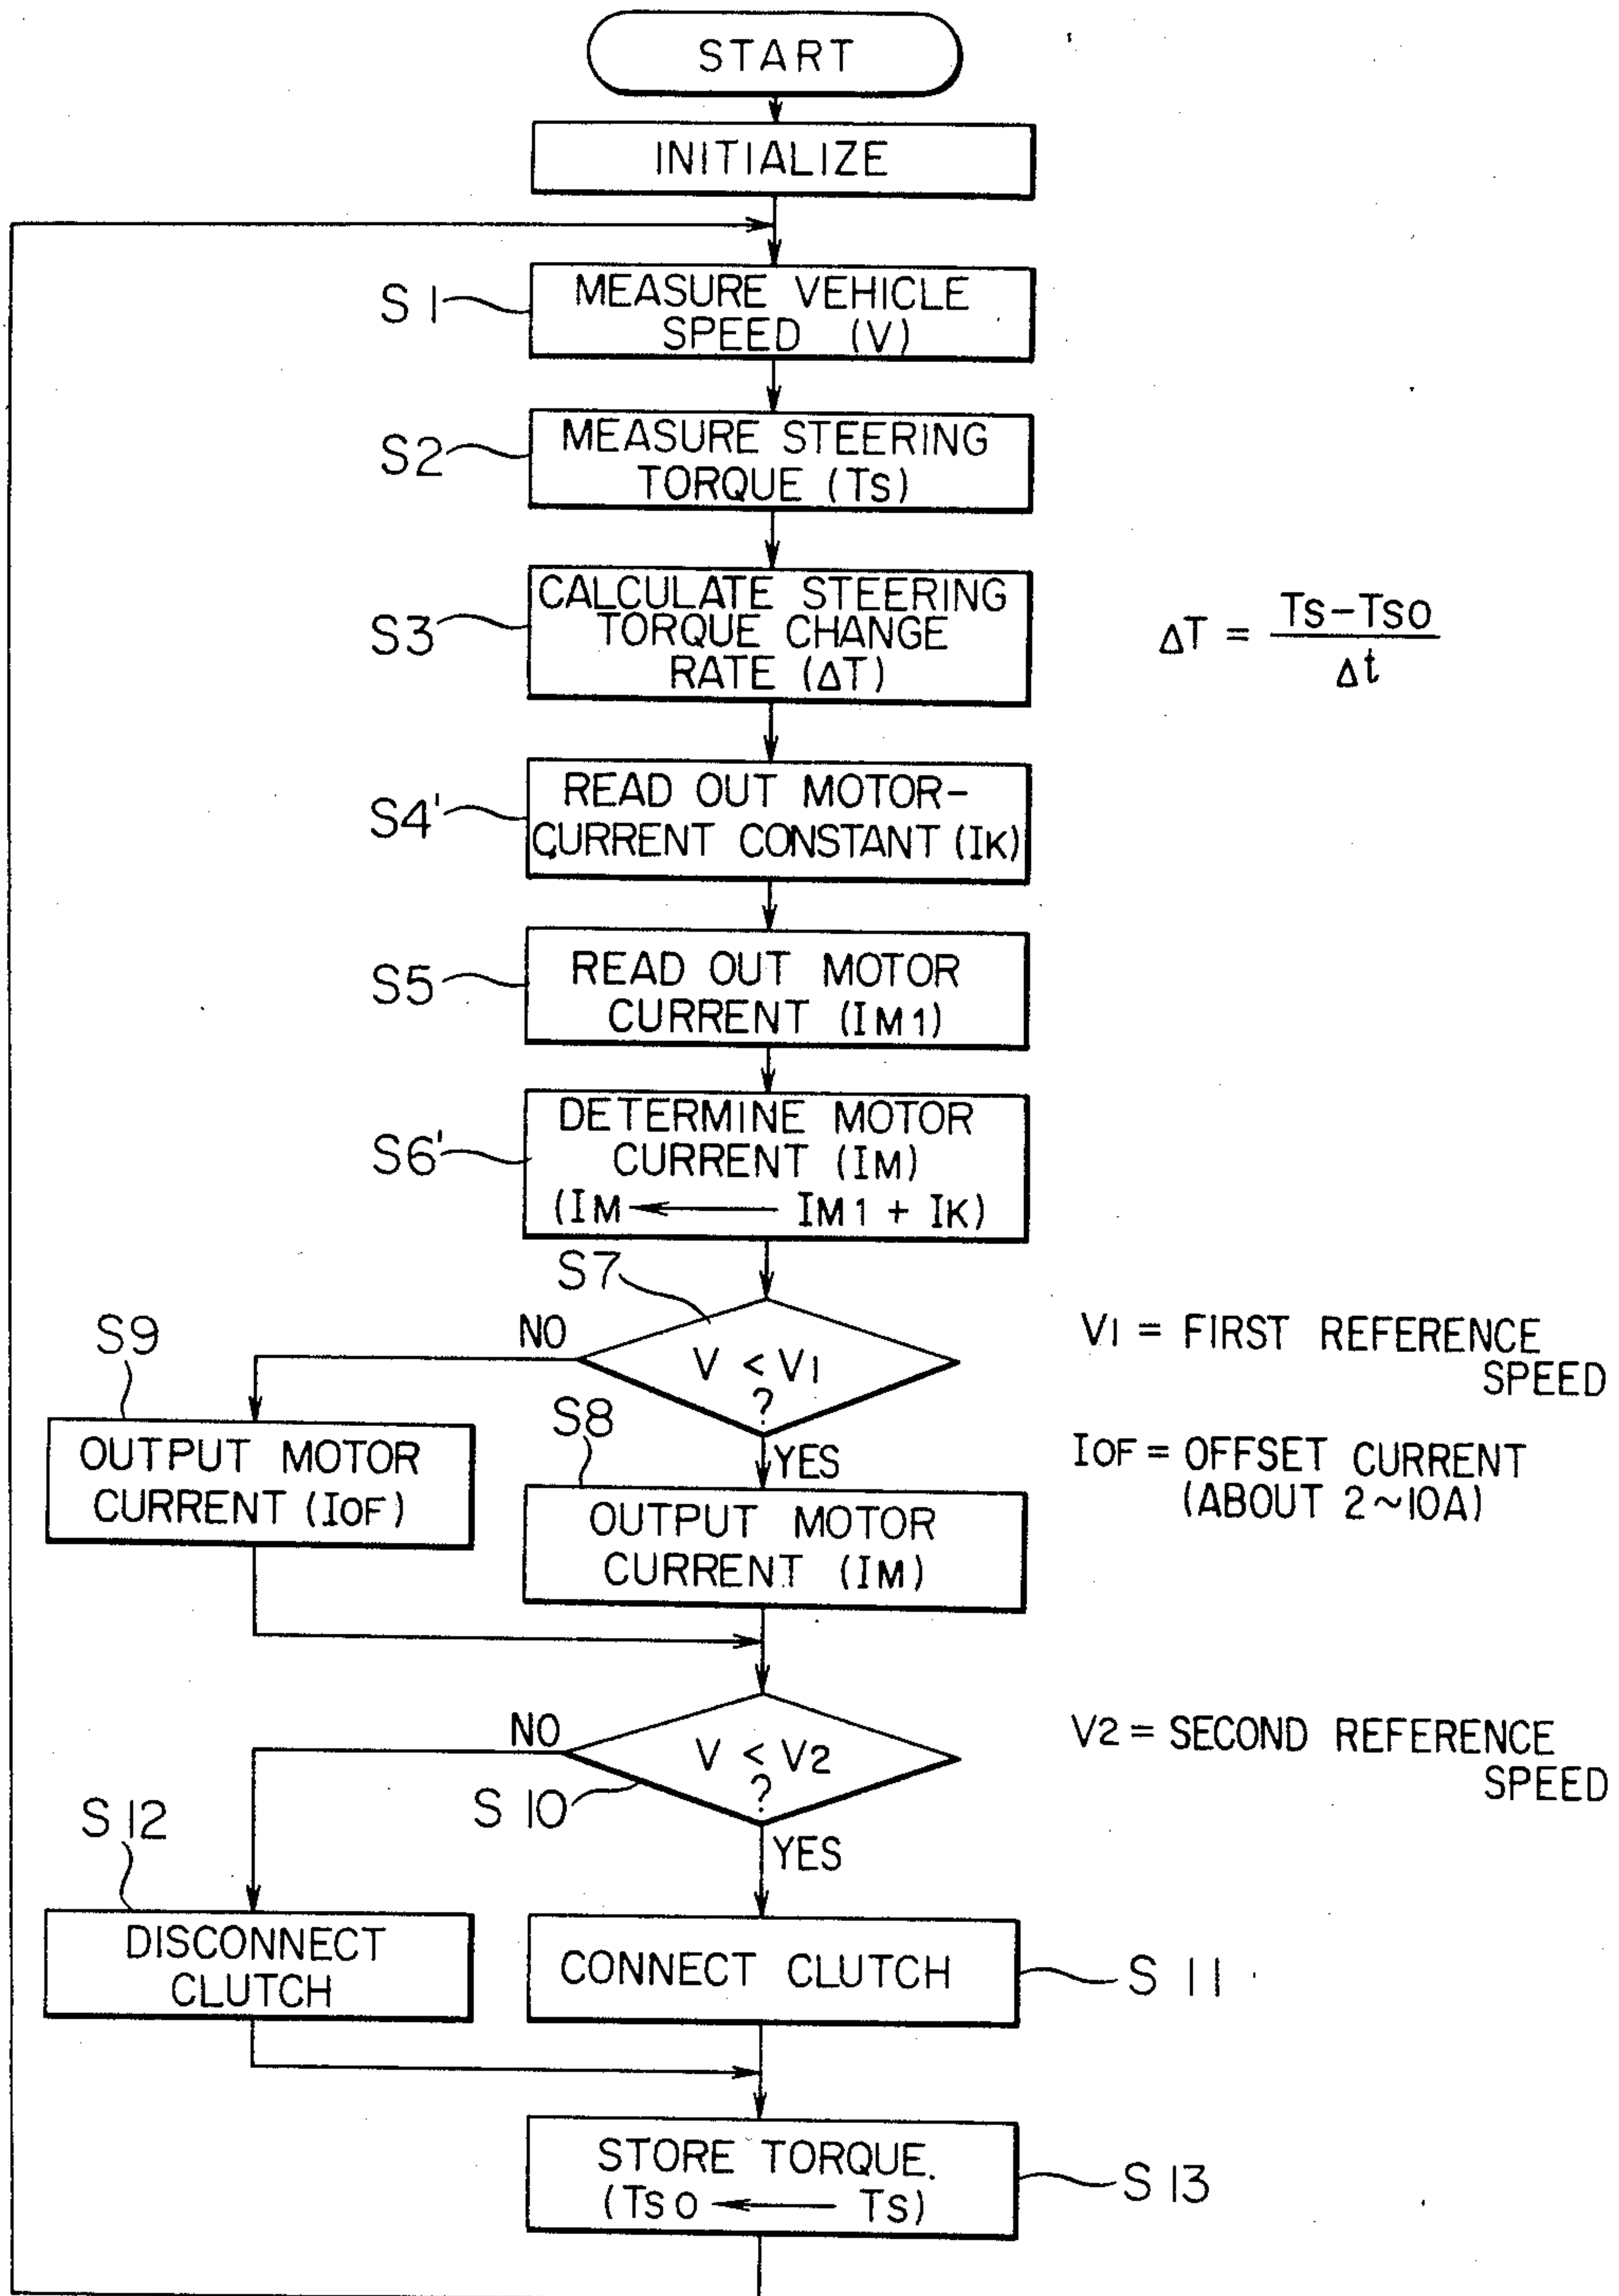 START
INITIALIZE
S1
MEASURE VEHICLE
SPEED (V)
S2
MEASURE STEERING
TORQUE (Ts)
S3
CALCULATE STEERING
TORQUE CHANGE
RATE (ΔT)
ΔT = Ts-Tso
Δt
S4'
READ OUT MOTOR-
CURRENT CONSTANT (IK)
S5
READ OUT MOTOR
CURRENT (IM1)
S6'
DETERMINE MOTOR
CURRENT (IM)
(IM ← IM1 + IK)
S7
NO
V < V1
?
YES
V1 = FIRST REFERENCE
SPEED
S9
OUTPUT MOTOR
CURRENT (IOF)
S8
OUTPUT MOTOR
CURRENT (IM)
IOF = OFFSET CURRENT
(ABOUT 2~10A)
NO
V < V2
?
S10
YES
V2 = SECOND REFERENCE
SPEED
S12
DISCONNECT
CLUTCH
CONNECT CLUTCH
S11
STORE TORQUE.
(TSO ← TS)
S13